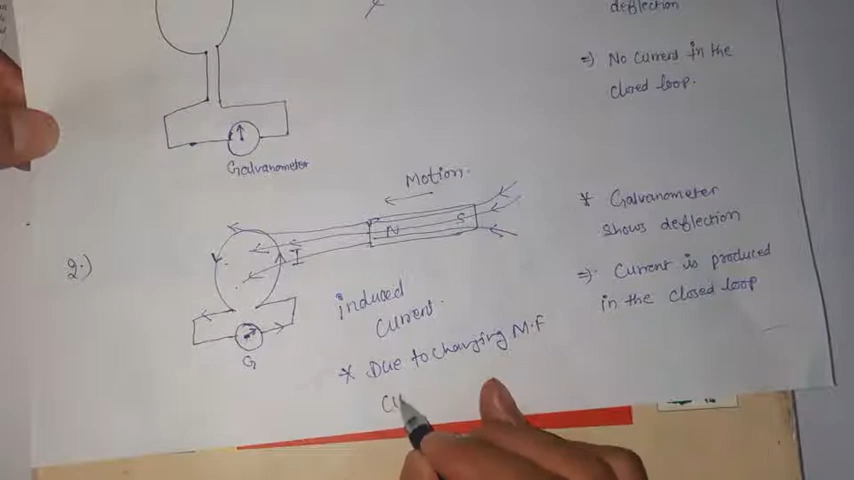 deflection
⇒ No current in the
closed loop.
Galvanometer
Motion.
N S
I
2.)
G
induced
current.
* Galvanometer
shows deflection
⇒ Current is produced
in the closed loop
* Due to changing M.F
cu